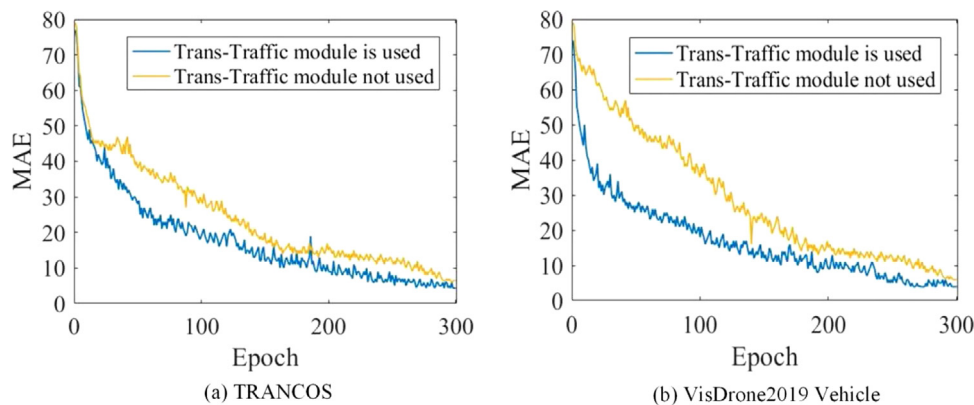 80
70
60
50
40
30
20
10
0
MAE
Trans-Traffic module is used
Trans-Traffic module not used
0 100 200 300
Epoch
(a) TRANCOS
80
70
60
50
40
30
20
10
0
MAE
Trans-Traffic module is used
Trans-Traffic module not used
0 100 200 300
Epoch
(b) VisDrone2019 Vehicle